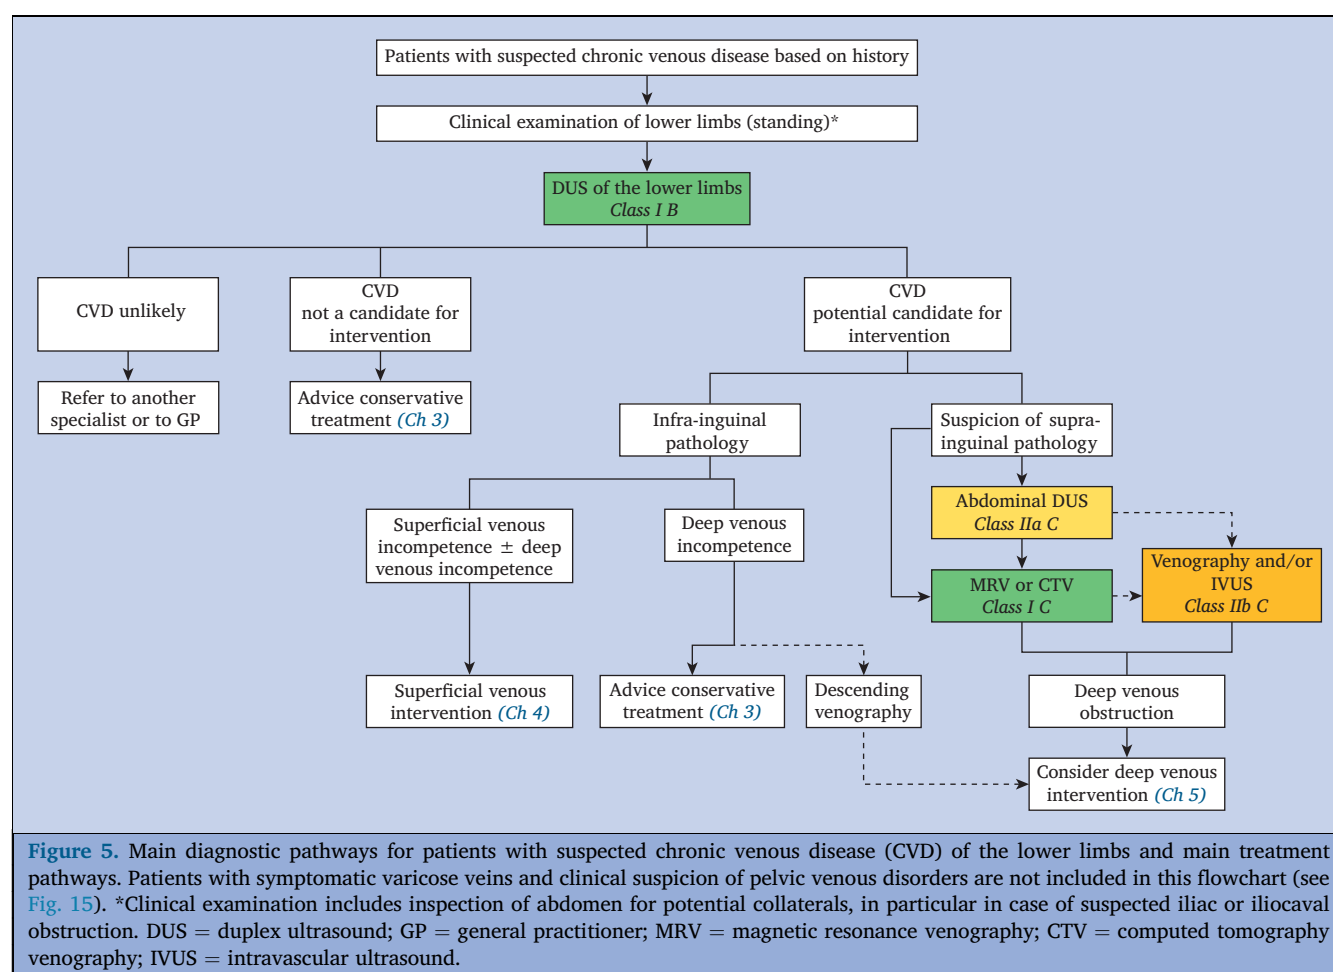 Patients with suspected chronic venous disease based on history
Clinical examination of lower limbs (standing)*
DUS of the lower limbs
Class I B
CVD unlikely
CVD
not a candidate for
intervention
CVD
potential candidate for
intervention
Refer to another
specialist or to GP
Advice conservative
treatment (Ch 3)
Infra-inguinal
pathology
Suspicion of supra-
inguinal pathology
Superficial venous
incompetence ± deep
venous incompetence
Deep venous
incompetence
Abdominal DUS
Class IIa C
MRV or CTV
Class I C
Venography and/or
IVUS
Class IIb C
Superficial venous
intervention (Ch 4)
Advice conservative
treatment (Ch 3)
Descending
venography
Deep venous
obstruction
Consider deep venous
intervention (Ch 5)
Figure 5. Main diagnostic pathways for patients with suspected chronic venous disease (CVD) of the lower limbs and main treatment
pathways. Patients with symptomatic varicose veins and clinical suspicion of pelvic venous disorders are not included in this flowchart (see
Fig. 15). *Clinical examination includes inspection of abdomen for potential collaterals, in particular in case of suspected iliac or iliocaval
obstruction. DUS = duplex ultrasound; GP = general practitioner; MRV = magnetic resonance venography; CTV = computed tomography
venography; IVUS = intravascular ultrasound.